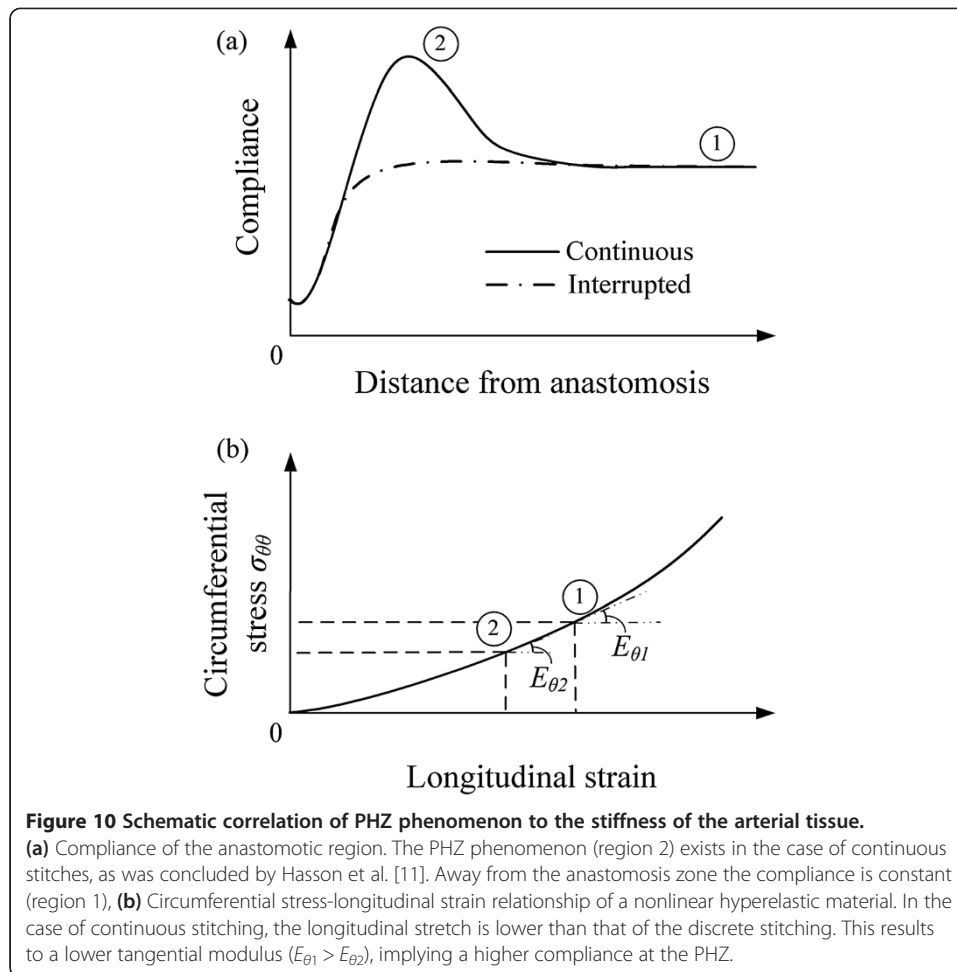 (a)
②
①
Compliance
Continuous
Interrupted
0
Distance from anastomosis
(b)
Circumferential
stress σθθ
①
②
Eθ1
Eθ2
0
Longitudinal strain
Figure 10 Schematic correlation of PHZ phenomenon to the stiffness of the arterial tissue.
(a) Compliance of the anastomotic region. The PHZ phenomenon (region 2) exists in the case of continuous
stitches, as was concluded by Hasson et al. [11]. Away from the anastomosis zone the compliance is constant
(region 1), (b) Circumferential stress-longitudinal strain relationship of a nonlinear hyperelastic material. In the
case of continuous stitching, the longitudinal stretch is lower than that of the discrete stitching. This results
to a lower tangential modulus (Eθ1 > Eθ2), implying a higher compliance at the PHZ.